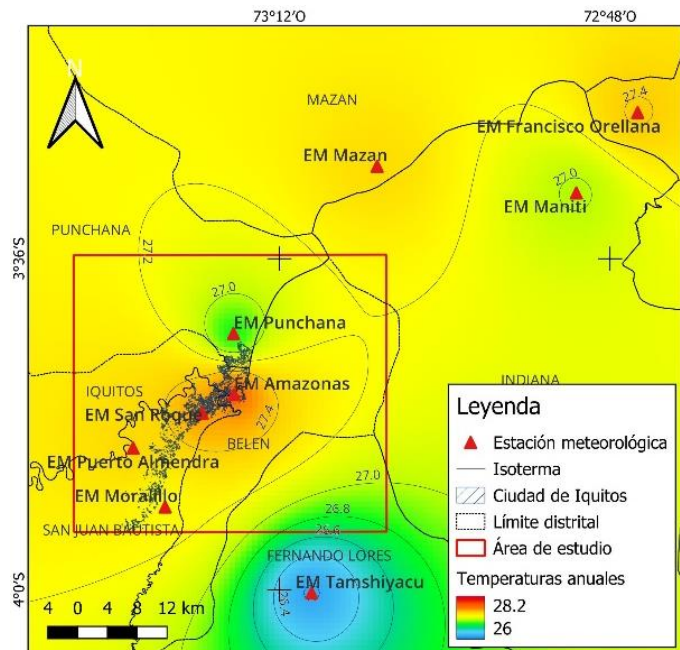 73°12'O
72°48'O
N
27.4
MAZAN
EM Francisco Orellana
EM Mazan
27.0
EM Maniti
PUNCHANA
27.2
3°36'S
27.0
EM Punchana
INDIANA
IQUITOS
EM Amazonas
EM San Roque
27.4
BELEN
EM Puerto Almendra
EM Moralillo
27.0
26.8
SAN JUAN BAUTISTA
26.6
FERNANDO LORES
EM Tamshiyacu
26.4
4°0'S
4 0 4 8 12 km
Leyenda
Estación meteorológica
Isoterma
Ciudad de Iquitos
Límite distrital
Área de estudio
Temperaturas anuales
28.2
26